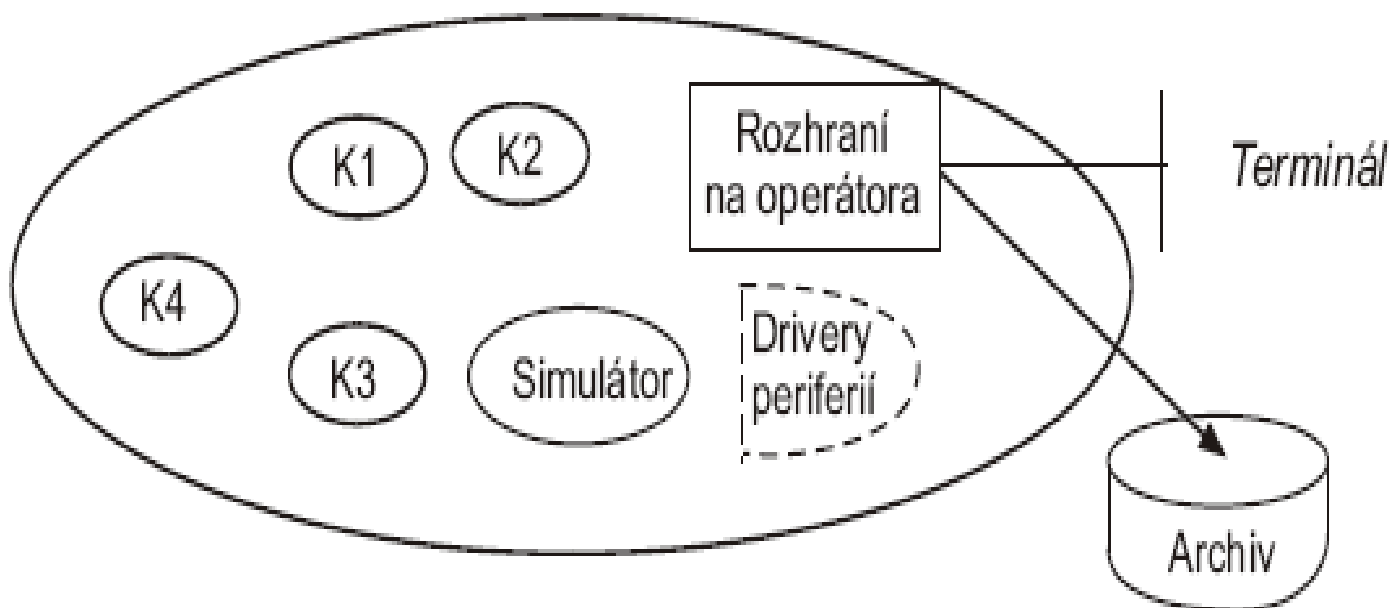 K1
K2
Rozhraní
na operátora
Terminál
K4
K3
Simulátor
Drivery
periferií
Archiv